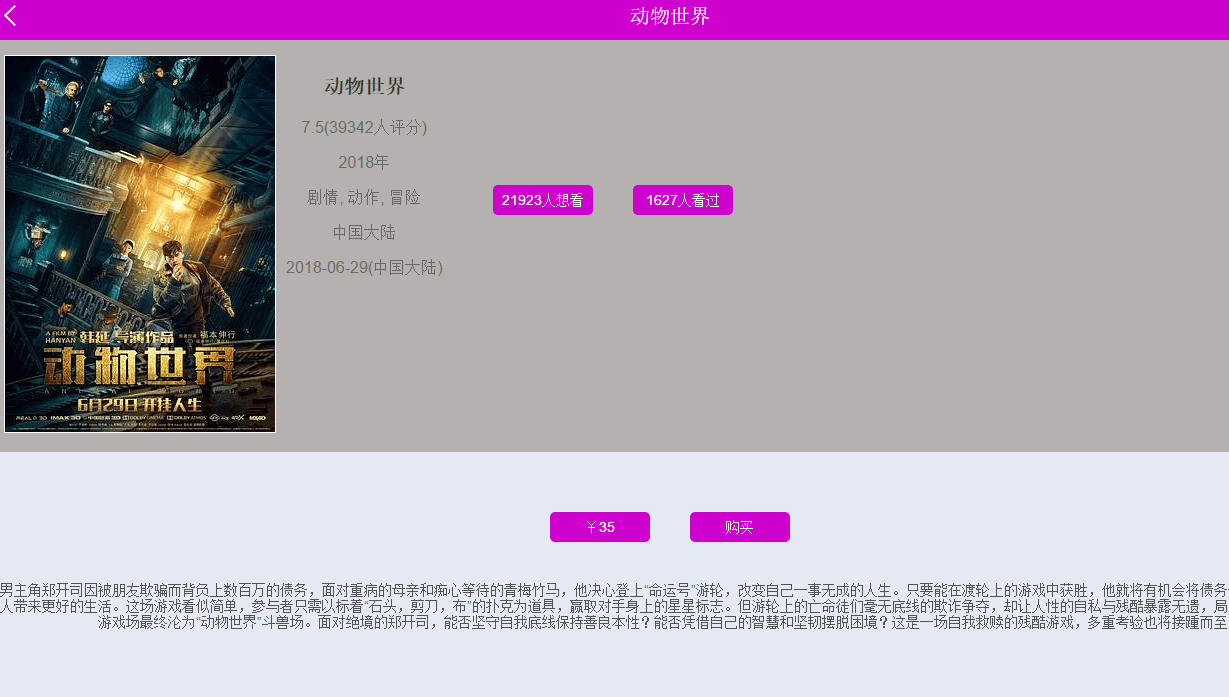 动物世界
动物世界
7.5(39342人评分)
2018年
剧情, 动作, 冒险
中国大陆
2018-06-29(中国大陆)
21923人想看
1627人看过
A FILM BY
HANYAN
韩延 导演作品
福本伸行
动物世界
6月29日 开挂人生
IMAX 3D
DOLBY CINEMA
DOLBY ATMOS
¥35
购买
男主角郑开司因被朋友欺骗而背负上数百万的债务，面对重病的母亲和痴心等待的青梅竹马，他决心登上“命运号”游轮，改变自己一事无成的人生。只要能在渡轮上的游戏中获胜，他就将有机会将债务
人带来更好的生活。这场游戏看似简单，参与者只需以标着“石头，剪刀，布”的扑克为道具，赢取对手身上的星星标志。但游轮上的亡命徒们毫无底线的欺诈争夺，却让人性的自私与残酷暴露无遗，局
游戏场最终沦为“动物世界”斗兽场。面对绝境的郑开司，能否坚守自我底线保持善良本性？能否凭借自己的智慧和坚韧摆脱困境？这是一场自我救赎的残酷游戏，多重考验也将接踵而至